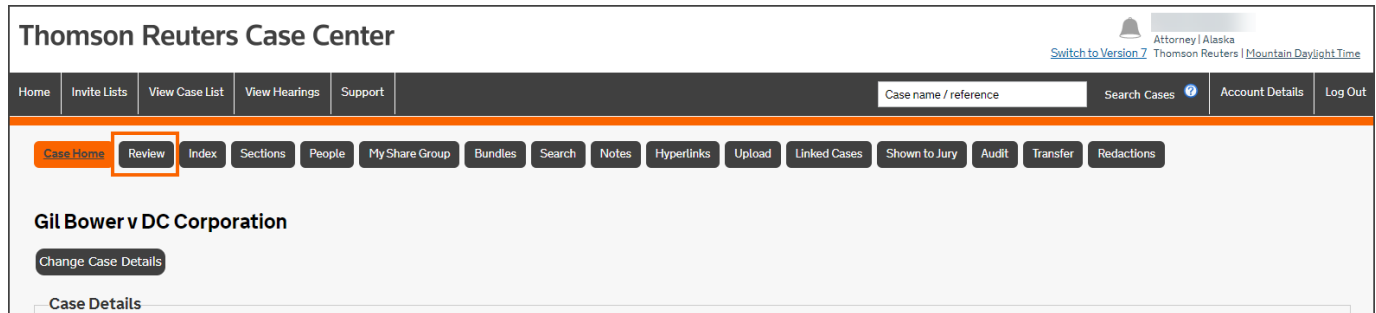 Thomson Reuters Case Center
Attorney | Alaska
Switch to Version 7 Thomson Reuters | Mountain Daylight Time
Home Invite Lists View Case List View Hearings Support Case name / reference Search Cases ? Account Details Log Out
Case Home Review Index Sections People My Share Group Bundles Search Notes Hyperlinks Upload Linked Cases Shown to Jury Audit Transfer Redactions
Gil Bower v DC Corporation
Change Case Details
Case Details